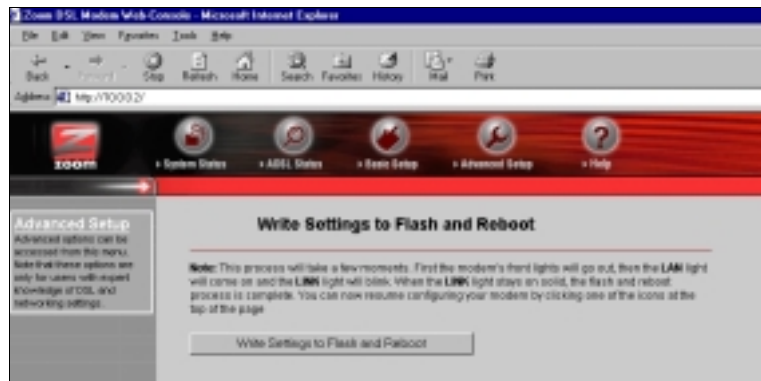 Zoom DSL Modem Web Console - Microsoft Internet Explorer
File Edit View Favorites Tools Help
Back Forward Stop Refresh Home Search Favorites History Mail Print
Address http://10.0.0.2/
ZOOM System Status ADSL Status Basic Setup Advanced Setup Help
Advanced Setup
Advanced options can be
accessed from this menu.
Note that these options are
only for users with expert
knowledge of DSL and
networking settings.
Write Settings to Flash and Reboot
Note: This process will take a few moments. First the modem's front lights will go out, then the LAN light
will come on and the LINK light will blink. When the LINK light stays on solid, the flash and reboot
process is complete. You can now resume configuring your modem by clicking one of the icons at the
top of the page
Write Settings to Flash and Reboot